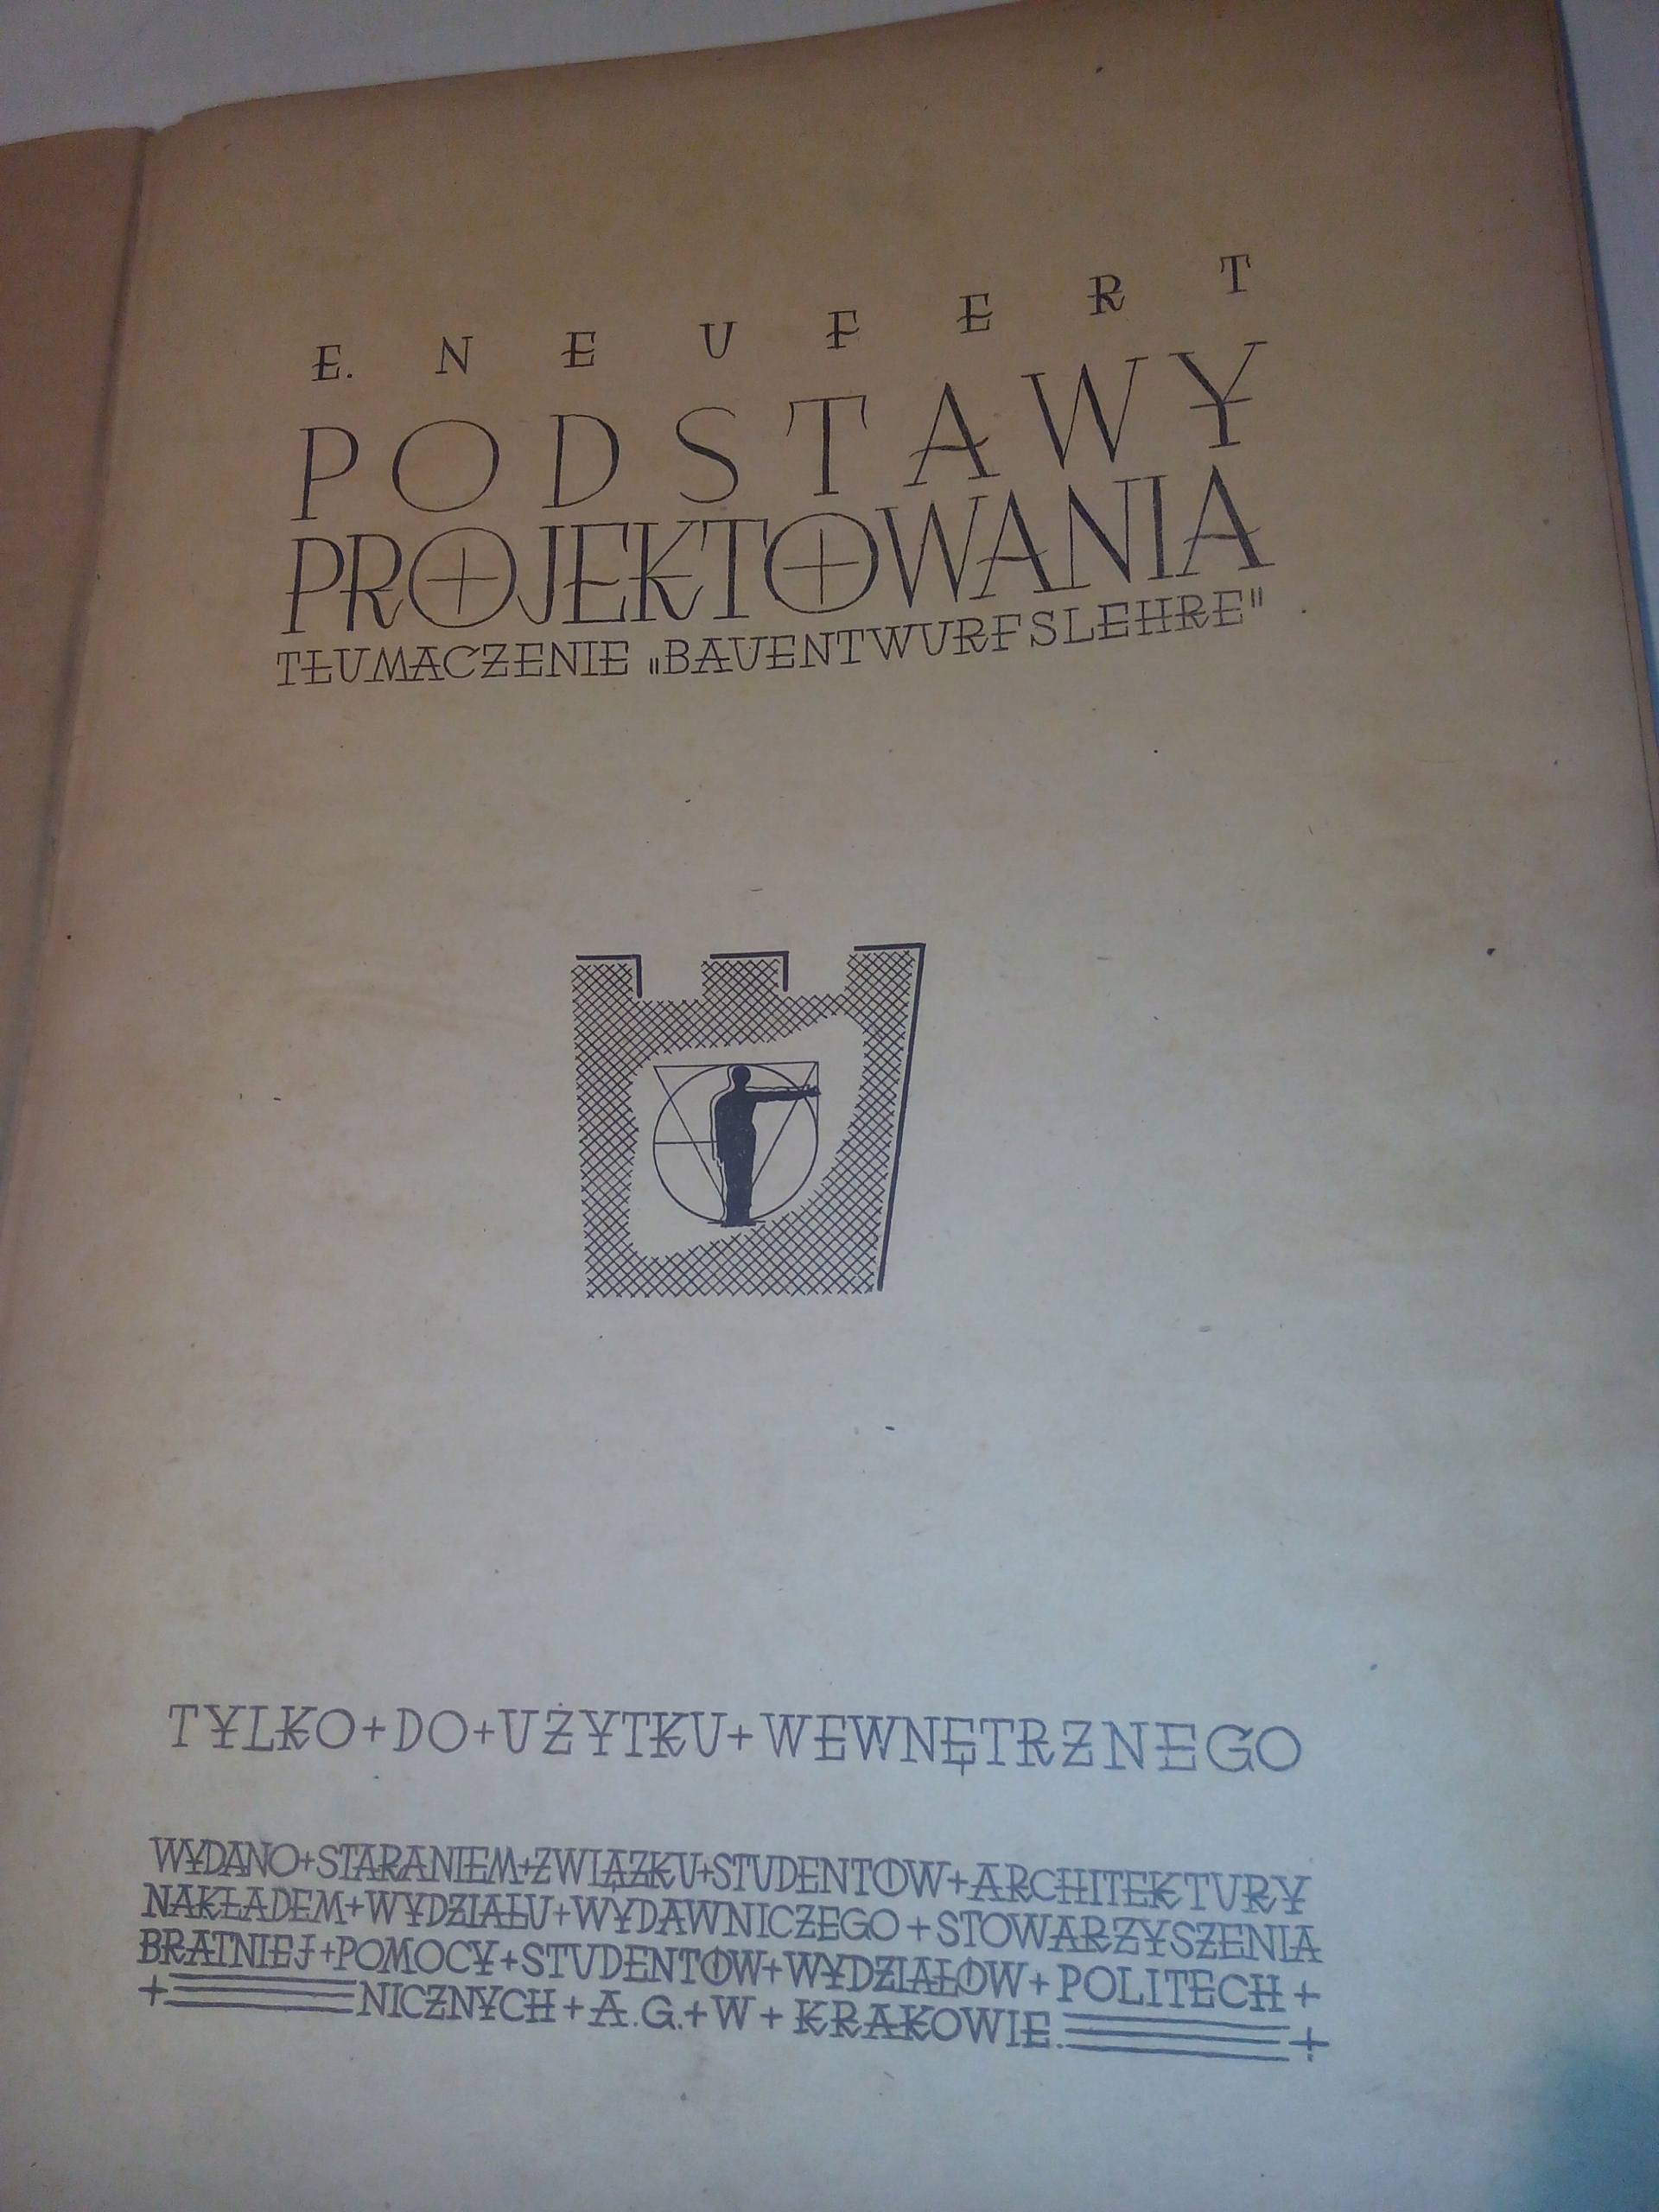 E. NEUFERT
PODSTAWY
PROJEKTOWANIA
TŁUMACZENIE „BAUENTWURFSLEHRE"
TYLKO+DO+UŻYTKU+WEWNĘTRZNEGO
WYDANO+STARANIEM+ZWIĄZKU+STUDENTÓW+ARCHITEKTURY
NAKŁADEM+WYDZIAŁU+WYDAWNICZEGO+STOWARZYSZENIA
BRATNIEJ+POMOCY+STUDENTÓW+WYDZIAŁÓW+POLITECH+
+NICZNYCH+A.G.+W+KRAKOWIE.+